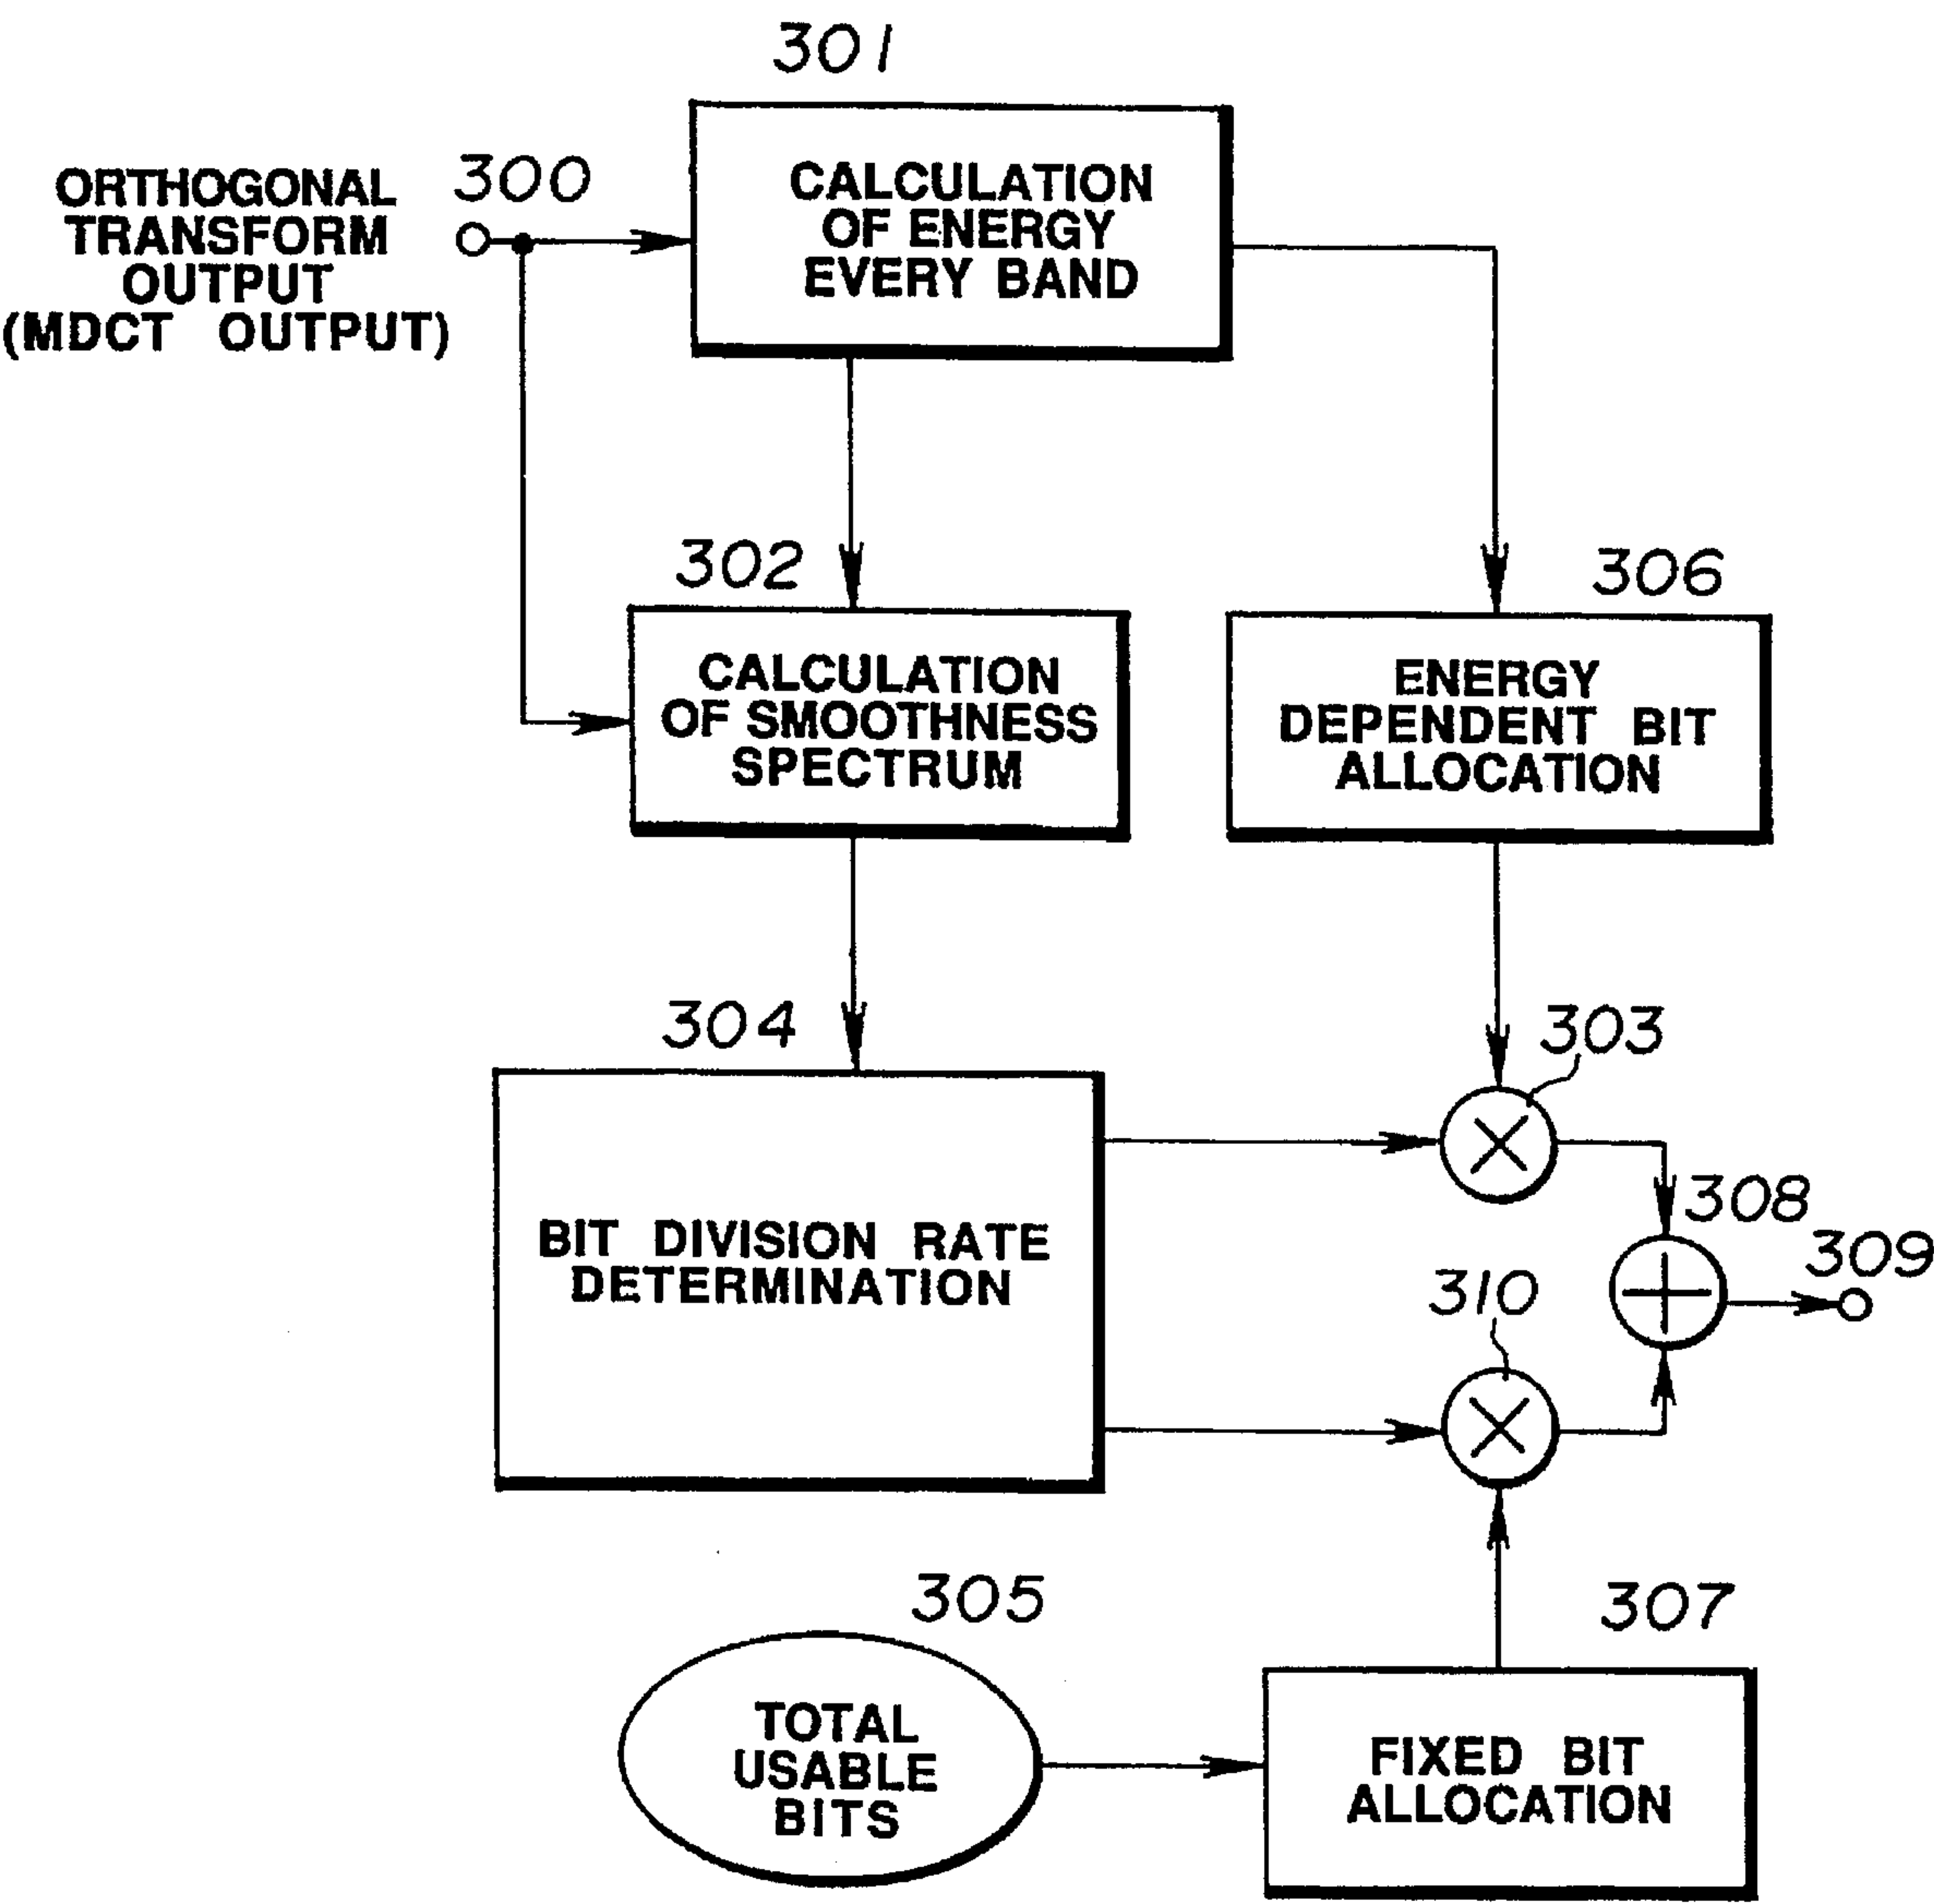 301
ORTHOGONAL
TRANSFORM
OUTPUT
(MDCT OUTPUT)
300
CALCULATION
OF ENERGY
EVERY BAND
302
CALCULATION
OF SMOOTHNESS
SPECTRUM
306
ENERGY
DEPENDENT BIT
ALLOCATION
304
BIT DIVISION RATE
DETERMINATION
303
308
309
310
305
TOTAL
USABLE
BITS
307
FIXED BIT
ALLOCATION